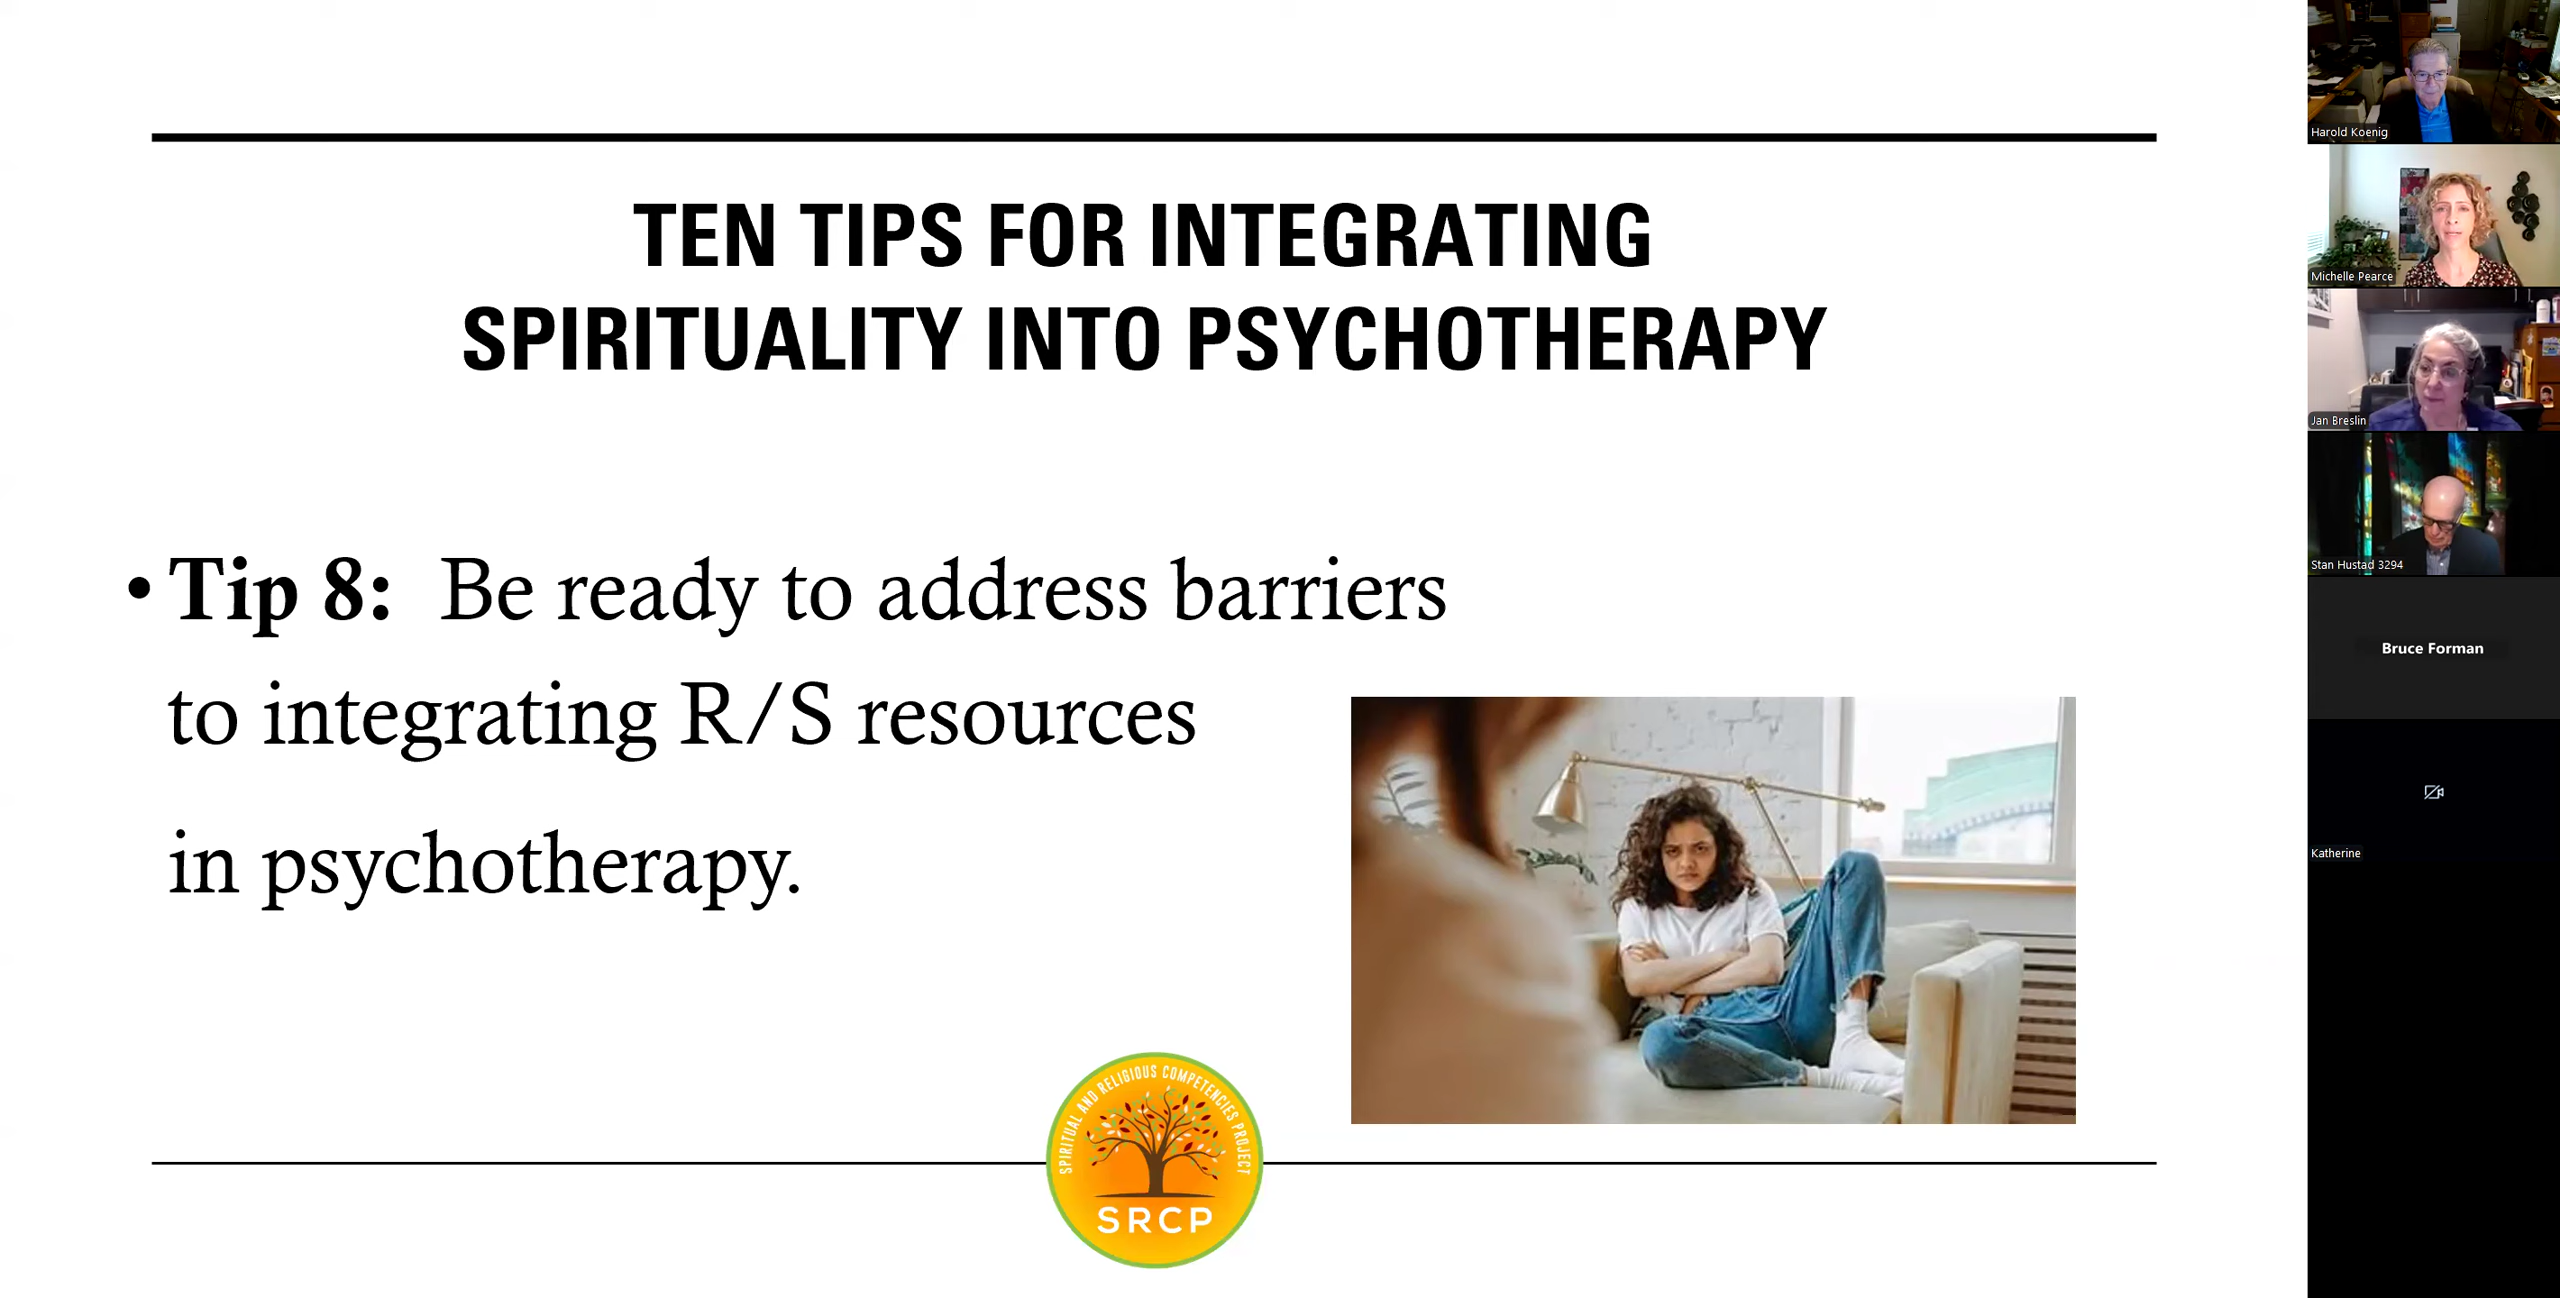 TEN TIPS FOR INTEGRATING
SPIRITUALITY INTO PSYCHOTHERAPY
• Tip 8: Be ready to address barriers
to integrating R/S resources
in psychotherapy.
SPIRITUAL AND RELIGIOUS COMPETENCIES PROJECT
SRCP
Harold Koenig
Michelle Pearce
Jan Breslin
Stan Hustad 3294
Bruce Forman
Katherine